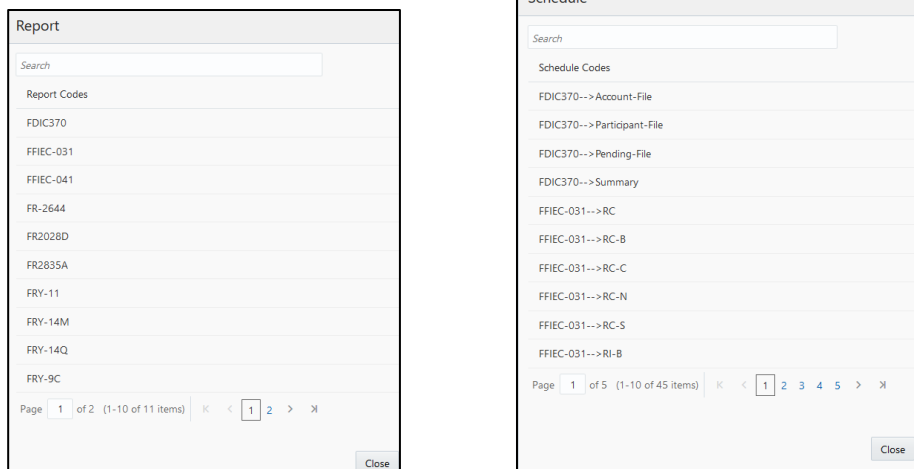 Report
Search
Report Codes
FDIC370
FFIEC-031
FFIEC-041
FR-2644
FR2028D
FR2835A
FRY-11
FRY-14M
FRY-14Q
FRY-9C
Page 1 of 2 (1-10 of 11 items) K < 1 2 > >|
Close
Schedule
Search
Schedule Codes
FDIC370-->Account-File
FDIC370-->Participant-File
FDIC370-->Pending-File
FDIC370-->Summary
FFIEC-031-->RC
FFIEC-031-->RC-B
FFIEC-031-->RC-C
FFIEC-031-->RC-N
FFIEC-031-->RC-S
FFIEC-031-->RI-B
Page 1 of 5 (1-10 of 45 items) K < 1 2 3 4 5 > >|
Close